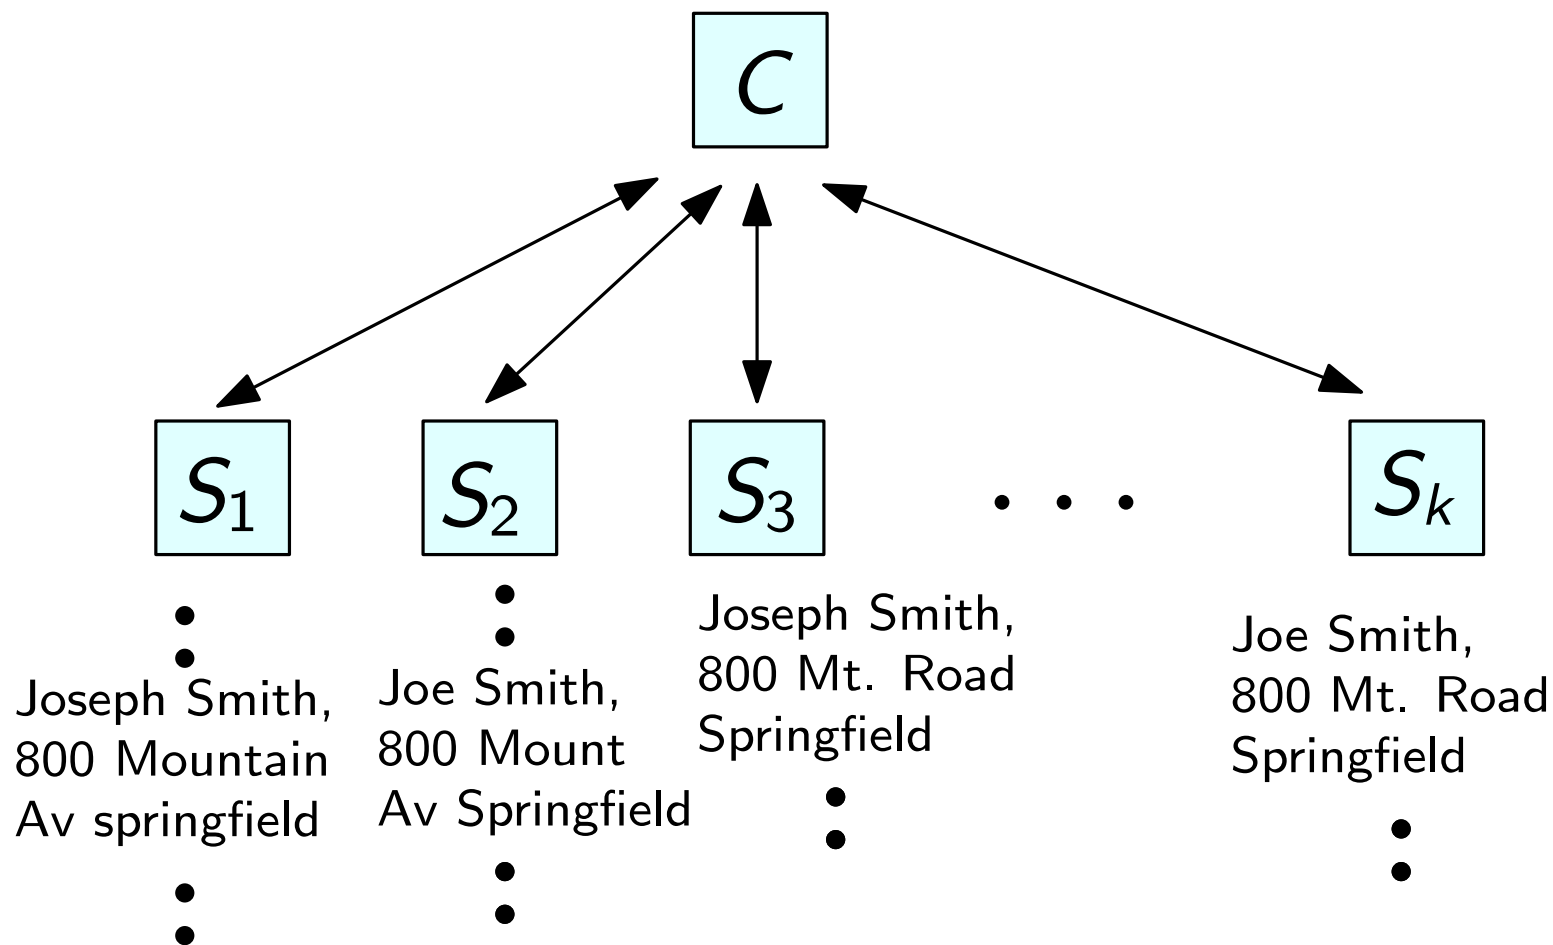 C
S1
S2
S3
. . .
Sk
Joseph Smith,
800 Mountain
Av springfield
Joe Smith,
800 Mount
Av Springfield
Joseph Smith,
800 Mt. Road
Springfield
Joe Smith,
800 Mt. Road
Springfield